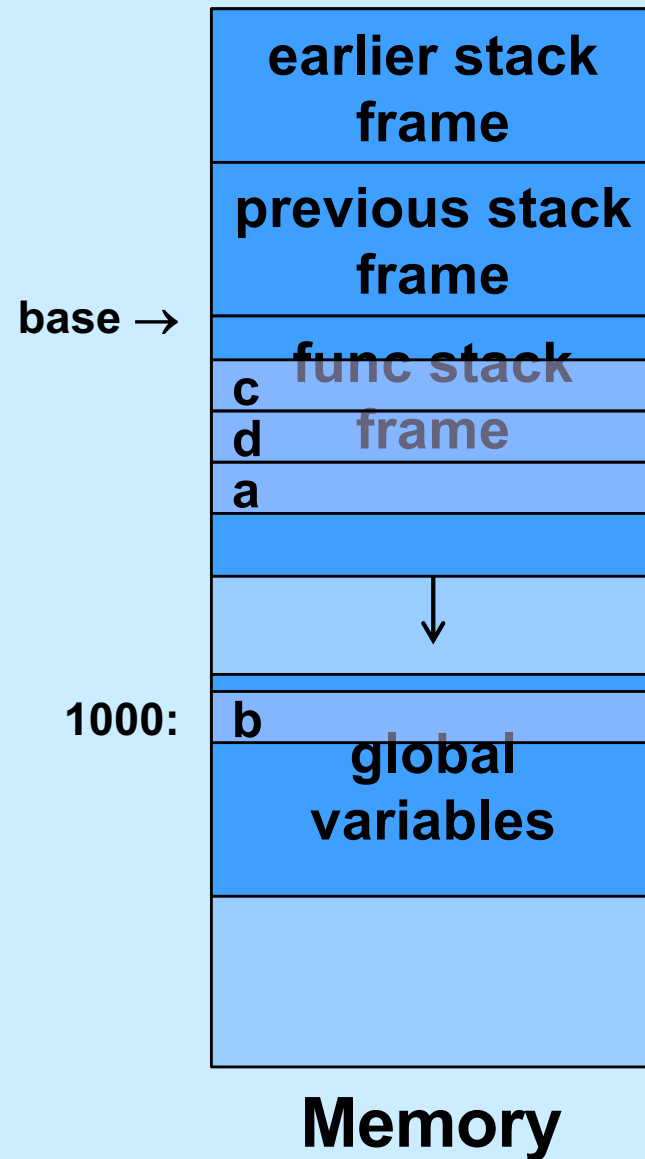 earlier stack
frame
previous stack
frame
base →
func stack
c
frame
d
a
1000:
b
global
variables
Memory